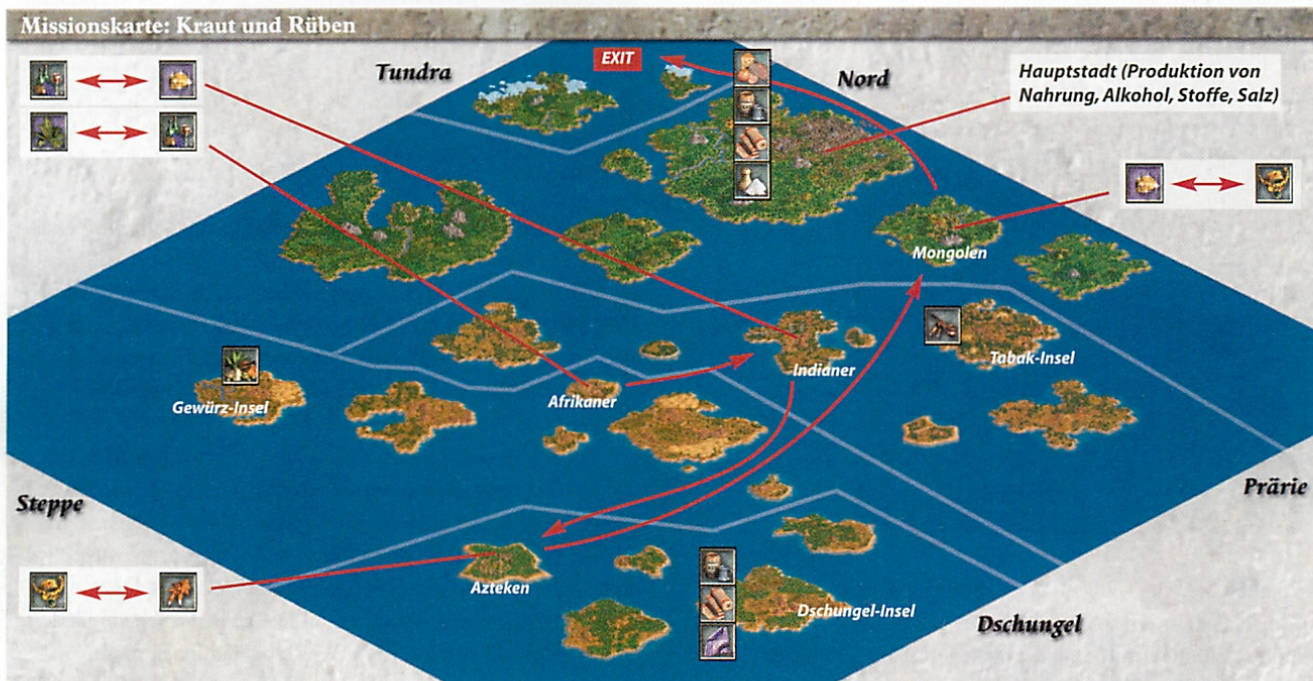 Missionskarte: Kraut und Rüben
Tundra
EXIT
Nord
Hauptstadt (Produktion von
Nahrung, Alkohol, Stoffe, Salz)
Mongolen
Tabak-Insel
Indianer
Afrikaner
Gewürz-Insel
Steppe
Prärie
Azteken
Dschungel-Insel
Dschungel